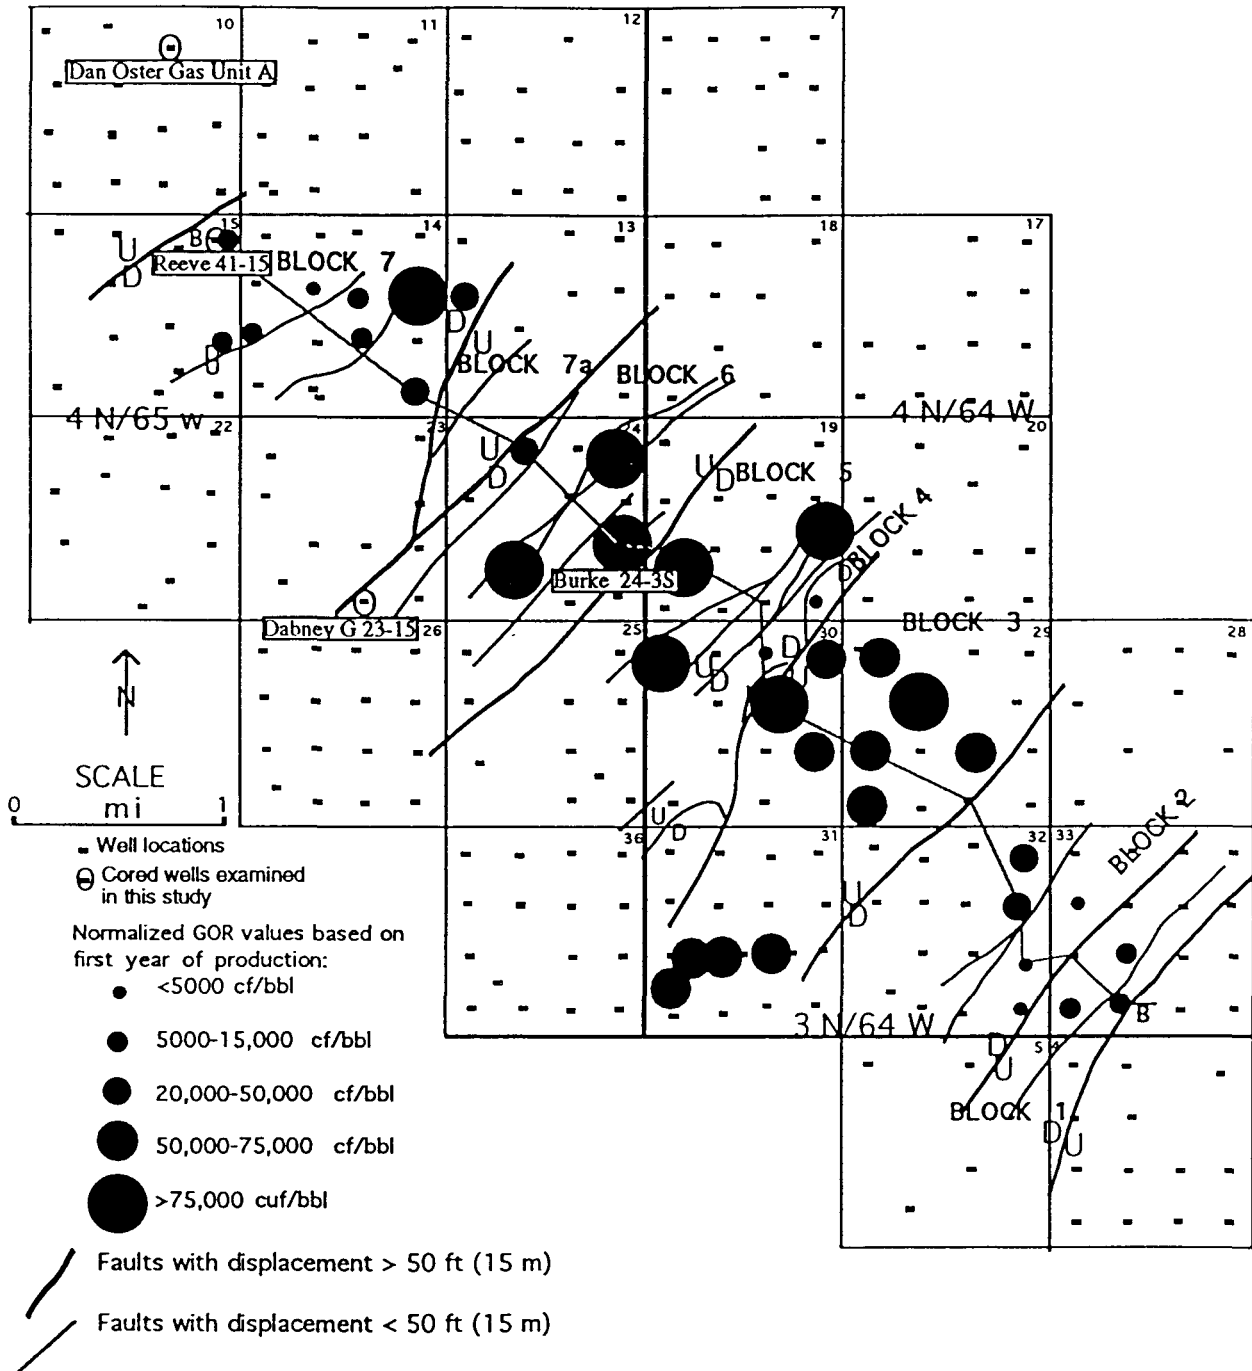 10
11
12
7
Dan Oster Gas Unit A
15
14
13
18
17
B
U
D
Reeve 41-15
BLOCK 7
D
U
D
BLOCK 7a
BLOCK 6
4 N/65 W
4 N/64 W
22
23
24
19
20
U
D
U
D
BLOCK 5
BLOCK 4
D
Burke 24-3S
Dabney G 23-15
26
25
30
BLOCK 3
29
28
U
D
D
U
N
SCALE
mi
0
1
U
D
36
31
32
33
BLOCK 2
Well locations
Cored wells examined
in this study
U
D
Normalized GOR values based on
first year of production:
<5000 cf/bbl
3 N/64 W
B
5000-15,000 cf/bbl
D
U
5
4
20,000-50,000 cf/bbl
BLOCK 1
D
U
50,000-75,000 cf/bbl
>75,000 cuf/bbl
Faults with displacement > 50 ft (15 m)
Faults with displacement < 50 ft (15 m)